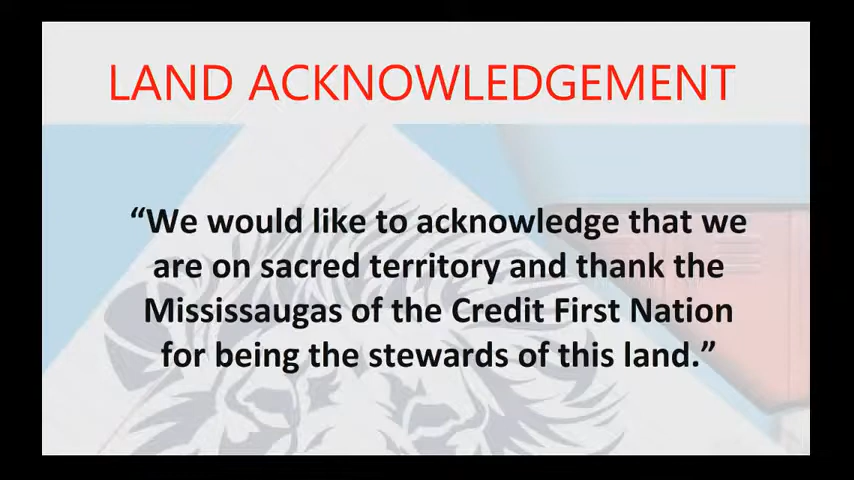 LAND ACKNOWLEDGEMENT
“We would like to acknowledge that we
are on sacred territory and thank the
Mississaugas of the Credit First Nation
for being the stewards of this land.”